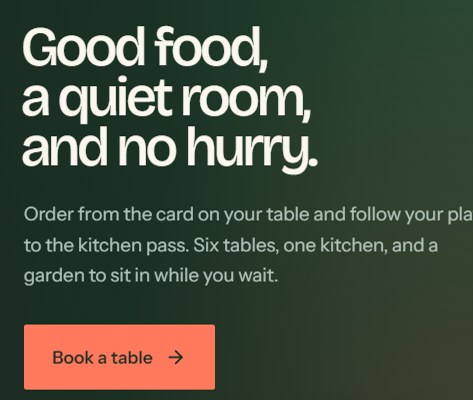 Good food,
a quiet room,
and no hurry.
Order from the card on your table and follow your pla
to the kitchen pass. Six tables, one kitchen, and a
garden to sit in while you wait.
Book a table →